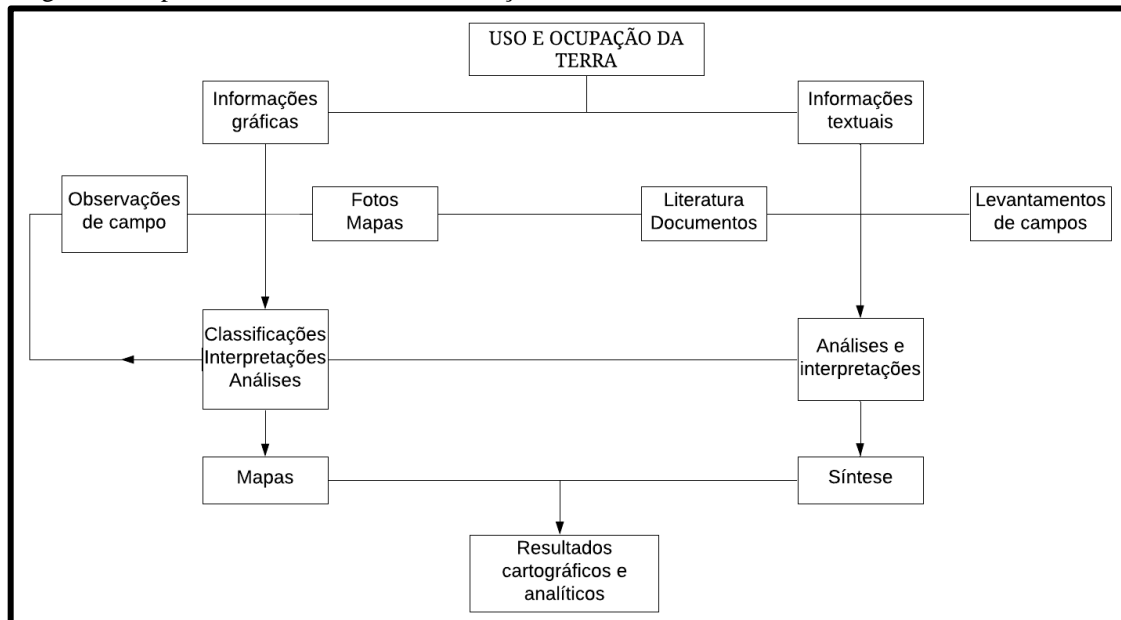 USO E OCUPAÇÃO DA
TERRA
Informações
gráficas
Informações
textuais
Observações
de campo
Fotos
Mapas
Literatura
Documentos
Levantamentos
de campos
Classificações
Interpretações
Análises
Análises e
interpretações
Mapas
Síntese
Resultados
cartográficos e
analíticos